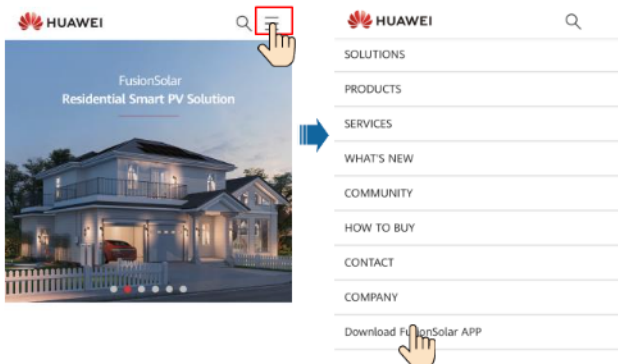 HUAWEI
FusionSolar
Residential Smart PV Solution
HUAWEI
SOLUTIONS
PRODUCTS
SERVICES
WHAT'S NEW
COMMUNITY
HOW TO BUY
CONTACT
COMPANY
Download FusionSolar APP